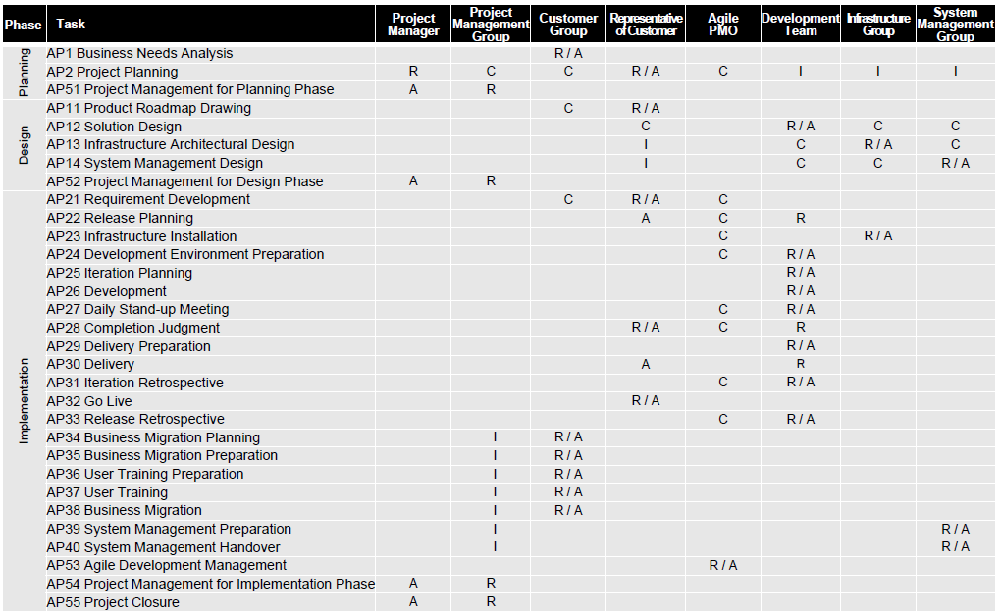 Phase Task Project Manager Project Management Group Customer Group Representative of Customer Agile PMO Development Team Infrastructure Group System Management Group
Planning
AP1 Business Needs Analysis R / A
AP2 Project Planning R C C R / A C I I I
AP51 Project Management for Planning Phase A R
Design
AP11 Product Roadmap Drawing C R / A
AP12 Solution Design C R / A C C
AP13 Infrastructure Architectural Design I C R / A C
AP14 System Management Design I C C R / A
AP52 Project Management for Design Phase A R
Implementation
AP21 Requirement Development C R / A C
AP22 Release Planning A C R
AP23 Infrastructure Installation C R / A
AP24 Development Environment Preparation C R / A
AP25 Iteration Planning R / A
AP26 Development R / A
AP27 Daily Stand-up Meeting C R / A
AP28 Completion Judgment R / A C R
AP29 Delivery Preparation R / A
AP30 Delivery A R
AP31 Iteration Retrospective C R / A
AP32 Go Live R / A
AP33 Release Retrospective C R / A
AP34 Business Migration Planning I R / A
AP35 Business Migration Preparation I R / A
AP36 User Training Preparation I R / A
AP37 User Training I R / A
AP38 Business Migration I R / A
AP39 System Management Preparation I R / A
AP40 System Management Handover I R / A
AP53 Agile Development Management R / A
AP54 Project Management for Implementation Phase A R
AP55 Project Closure A R